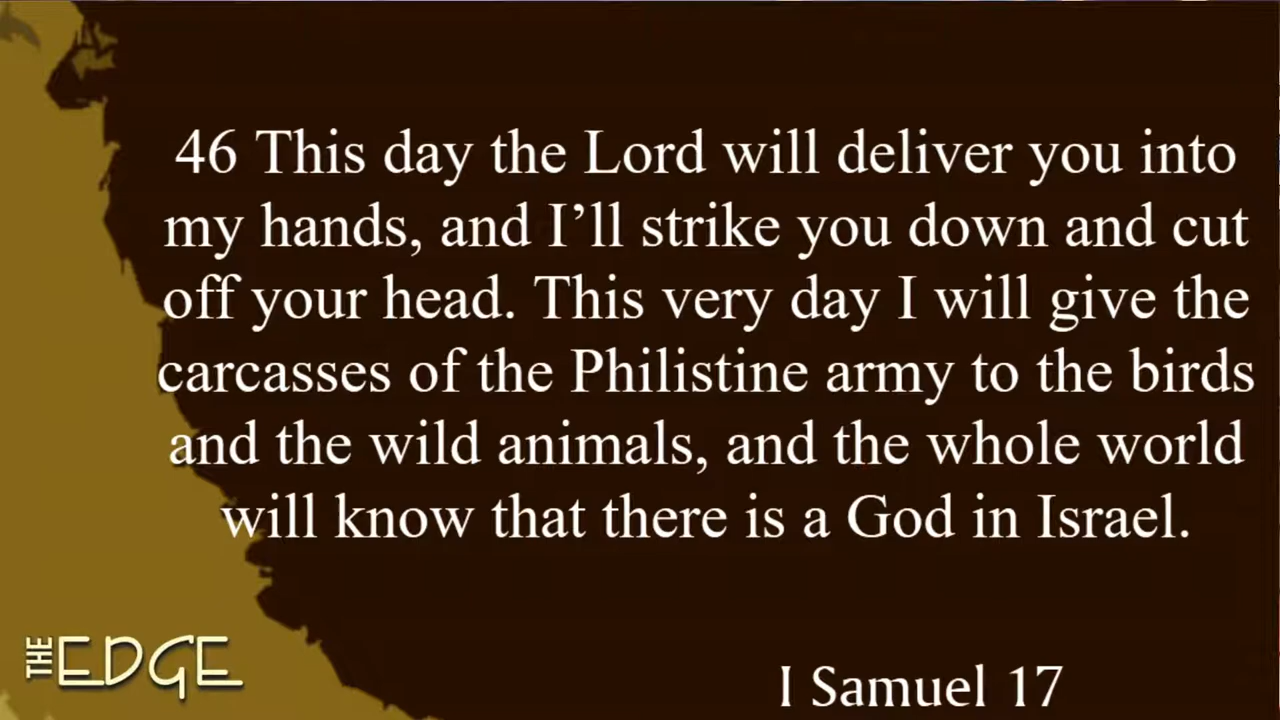 46 This day the Lord will deliver you into
my hands, and I’ll strike you down and cut
off your head. This very day I will give the
carcasses of the Philistine army to the birds
and the wild animals, and the whole world
will know that there is a God in Israel.
THE EDGE
I Samuel 17